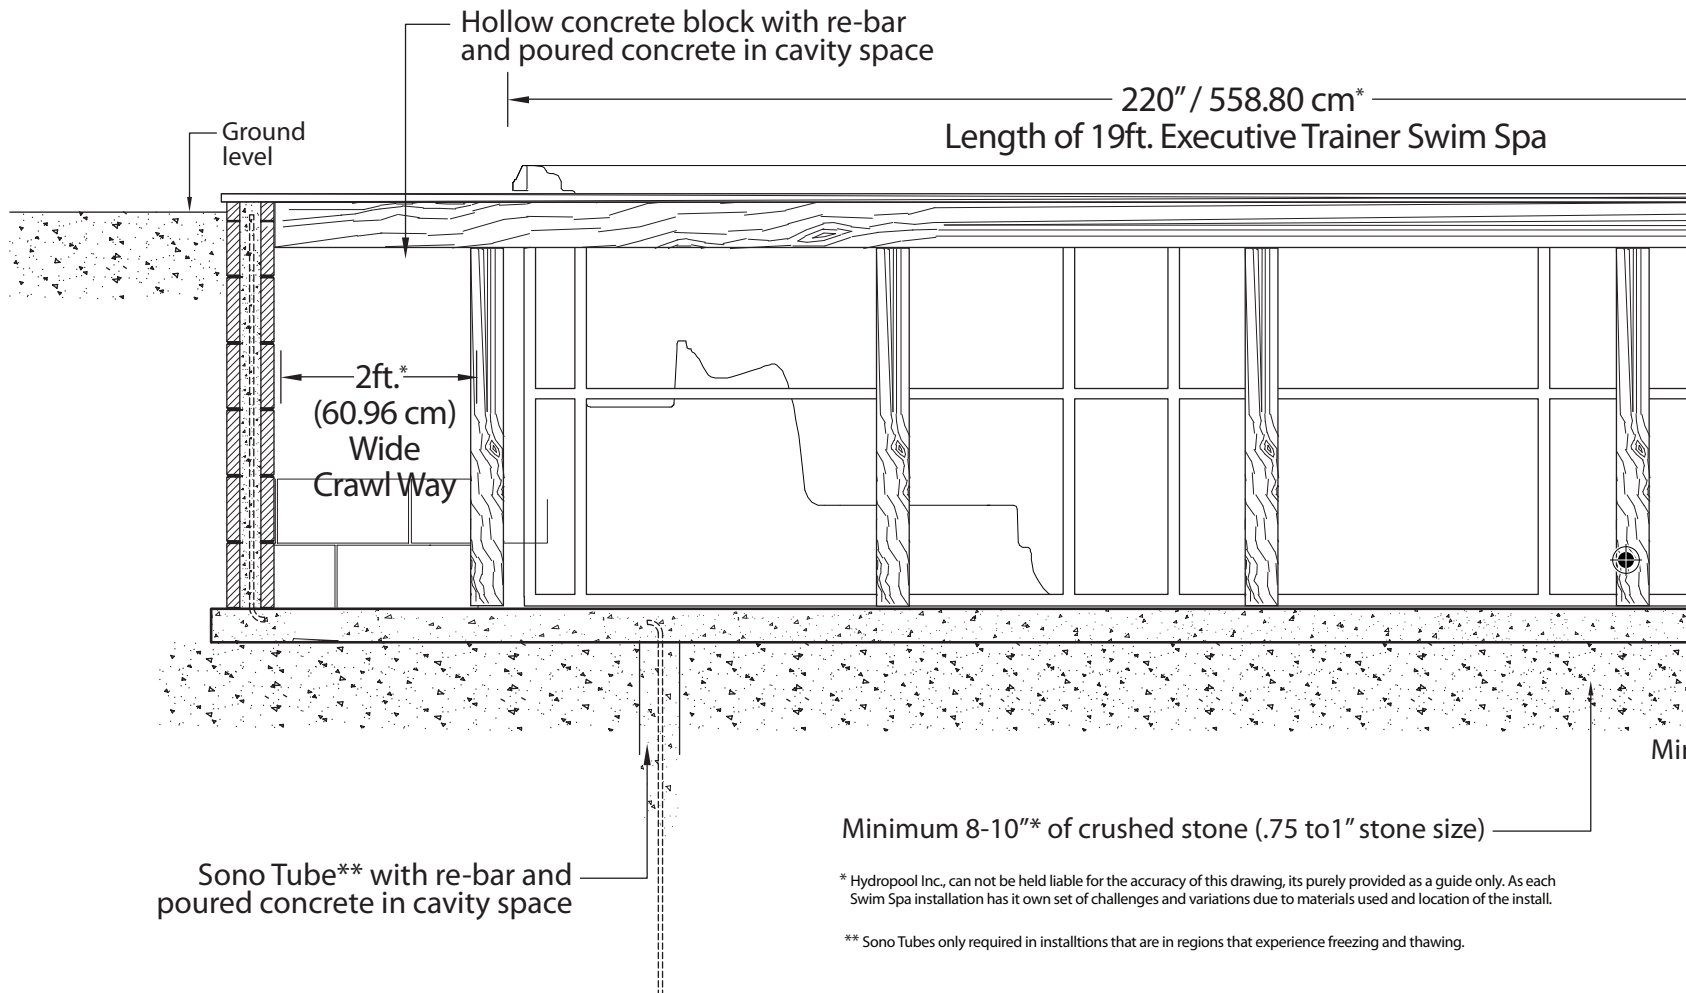 Hollow concrete block with re-bar
and poured concrete in cavity space
220" / 558.80 cm*
Length of 19ft. Executive Trainer Swim Spa
Ground
level
2ft.*
(60.96 cm)
Wide
Crawl Way
Minimum 8-10"* of crushed stone (.75 to1" stone size)
Sono Tube** with re-bar and
poured concrete in cavity space
* Hydropool Inc., can not be held liable for the accuracy of this drawing, its purely provided as a guide only. As each
Swim Spa installation has it own set of challenges and variations due to materials used and location of the install.
** Sono Tubes only required in installtions that are in regions that experience freezing and thawing.